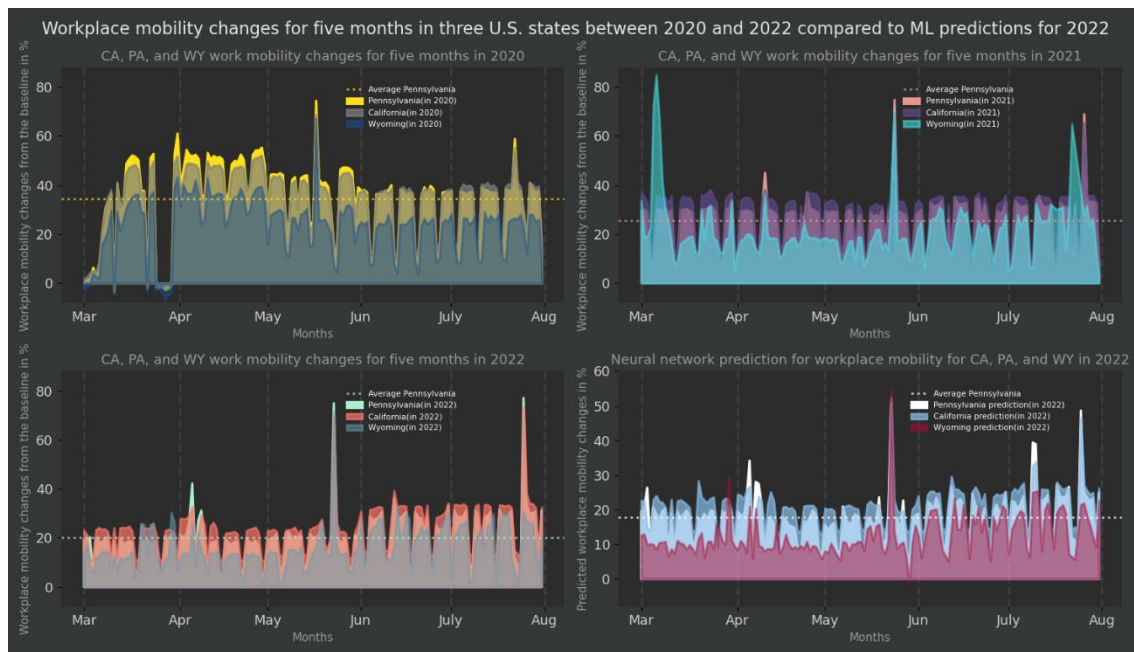 Workplace mobility changes for five months in three U.S. states between 2020 and 2022 compared to ML predictions for 2022
CA, PA, and WY work mobility changes for five months in 2020
Workplace mobility changes from the baseline in %
80
60
40
20
0
Average Pennsylvania
Pennsylvania(in 2020)
California(in 2020)
Wyoming(in 2020)
Mar Apr May Jun July Aug
Months
CA, PA, and WY work mobility changes for five months in 2021
Workplace mobility changes from the baseline in %
80
60
40
20
0
Average Pennsylvania
Pennsylvania(in 2021)
California(in 2021)
Wyoming(in 2021)
Mar Apr May Jun July Aug
Months
CA, PA, and WY work mobility changes for five months in 2022
Workplace mobility changes from the baseline in %
80
60
40
20
0
Average Pennsylvania
Pennsylvania(in 2022)
California(in 2022)
Wyoming(in 2022)
Mar Apr May Jun July Aug
Months
Neural network prediction for workplace mobility for CA, PA, and WY in 2022
Predicted workplace mobility changes in %
60
50
40
30
20
10
0
Average Pennsylvania
Pennsylvania prediction(in 2022)
California prediction(in 2022)
Wyoming prediction(in 2022)
Mar Apr May Jun July Aug
Months